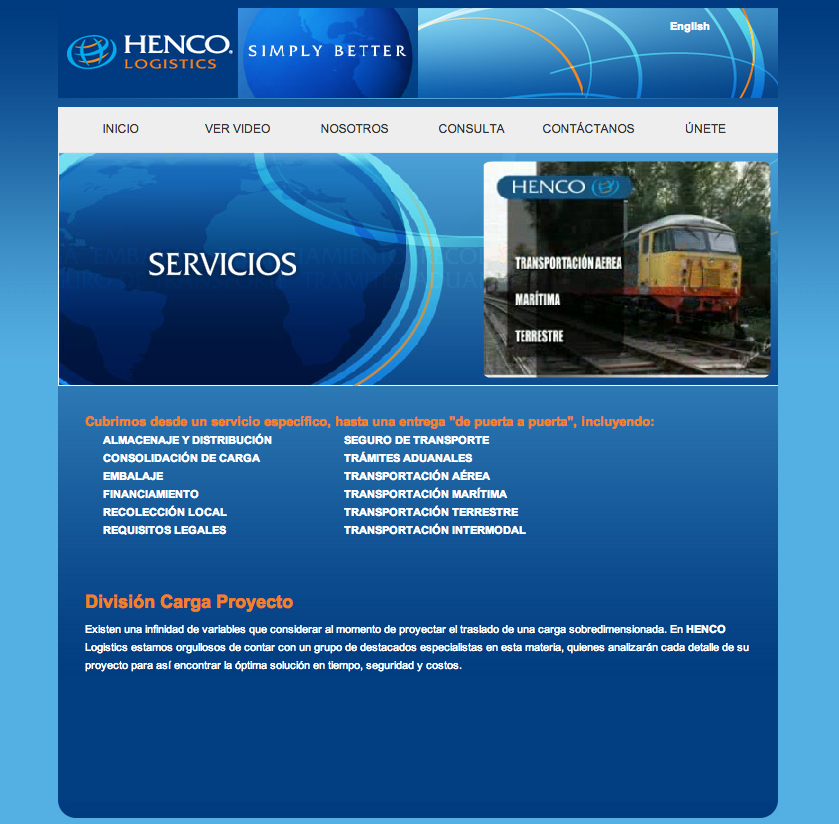 HENCO®
LOGISTICS
SIMPLY BETTER
English
INICIO
VER VIDEO
NOSOTROS
CONSULTA
CONTÁCTANOS
ÚNETE
SERVICIOS
HENCO
TRANSPORTACIÓN AEREA
MARÍTIMA
TERRESTRE
Cubrimos desde un servicio específico, hasta una entrega "de puerta a puerta", incluyendo:
ALMACENAJE Y DISTRIBUCIÓN
CONSOLIDACIÓN DE CARGA
EMBALAJE
FINANCIAMIENTO
RECOLECCIÓN LOCAL
REQUISITOS LEGALES
SEGURO DE TRANSPORTE
TRÁMITES ADUANALES
TRANSPORTACIÓN AÉREA
TRANSPORTACIÓN MARÍTIMA
TRANSPORTACIÓN TERRESTRE
TRANSPORTACIÓN INTERMODAL
División Carga Proyecto
Existen una infinidad de variables que considerar al momento de proyectar el traslado de una carga sobredimensionada. En HENCO
Logistics estamos orgullosos de contar con un grupo de destacados especialistas en esta materia, quienes analizarán cada detalle de su
proyecto para así encontrar la óptima solución en tiempo, seguridad y costos.